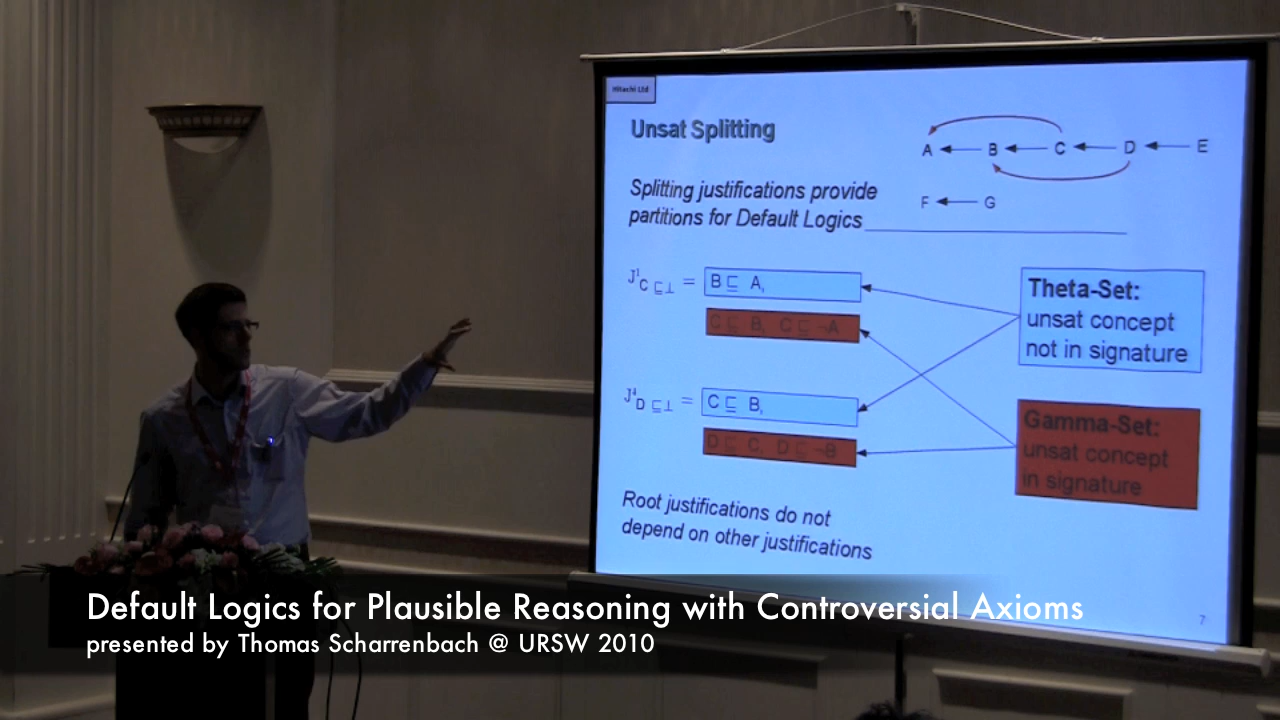 Hitachi Ltd
Unsat Splitting
A B C D E
F G
Splitting justifications provide
partitions for Default Logics
J¹C ⊑ ⊥ = B ⊑ A,
C ⊑ B, C ⊑ ¬A
Theta-Set:
unsat concept
not in signature
J⁴D ⊑ ⊥ = C ⊑ B,
D ⊑ C, D ⊑ ¬B
Gamma-Set:
unsat concept
in signature
Root justifications do not
depend on other justifications
7
Default Logics for Plausible Reasoning with Controversial Axioms
presented by Thomas Scharrenbach @ URSW 2010